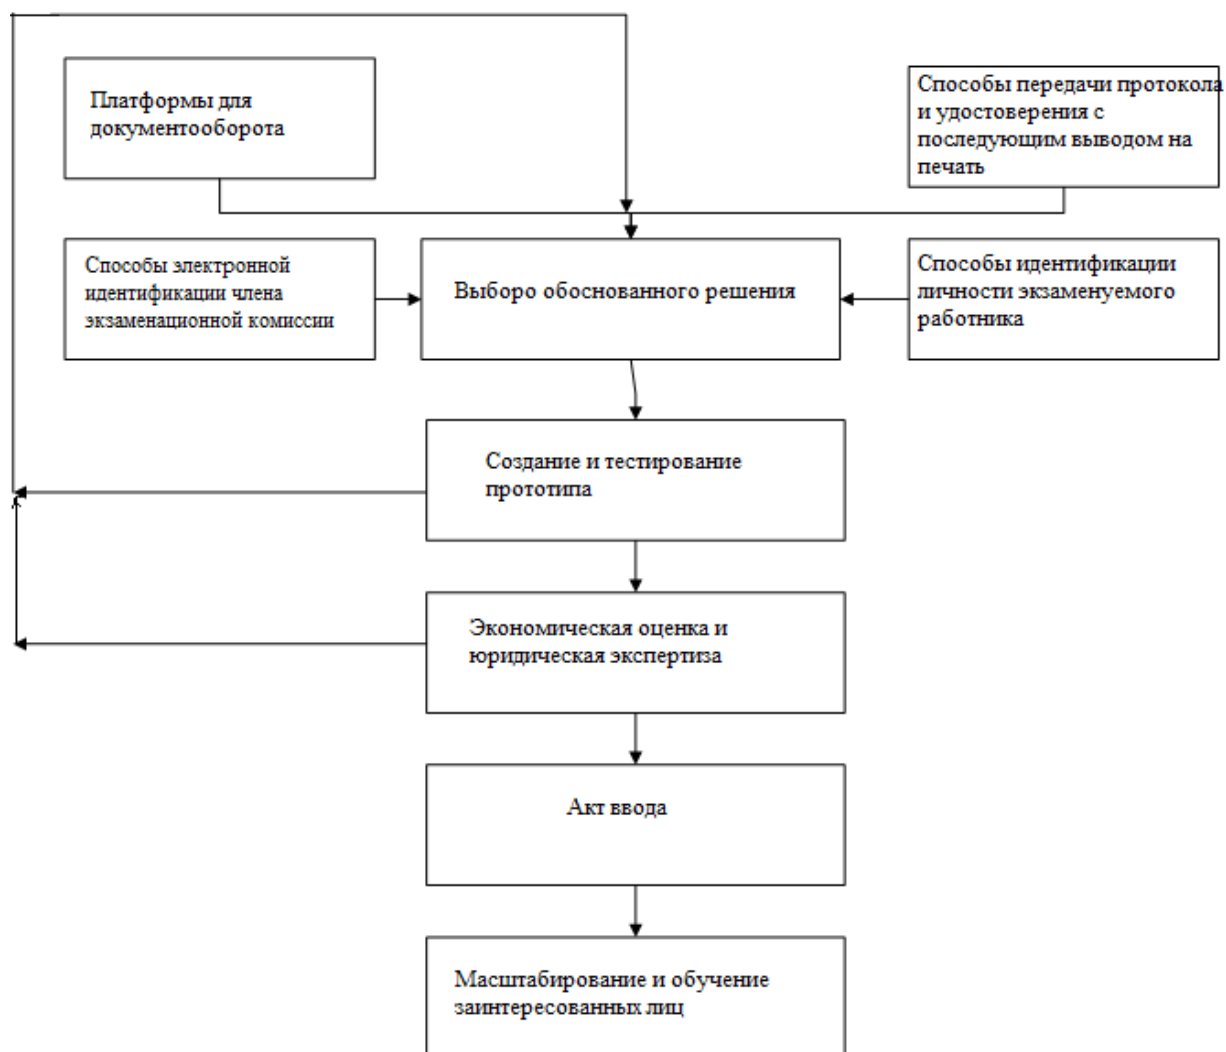 Платформы для
документооборота
Способы передачи протокола
и удостоверения с
последующим выводом на
печать
Способы электронной
идентификации члена
экзаменационной комиссии
Выборо обоснованного решения
Способы идентификации
личности экзаменуемого
работника
Создание и тестирование
прототипа
Экономическая оценка и
юридическая экспертиза
Акт ввода
Масштабирование и обучение
заинтересованных лиц